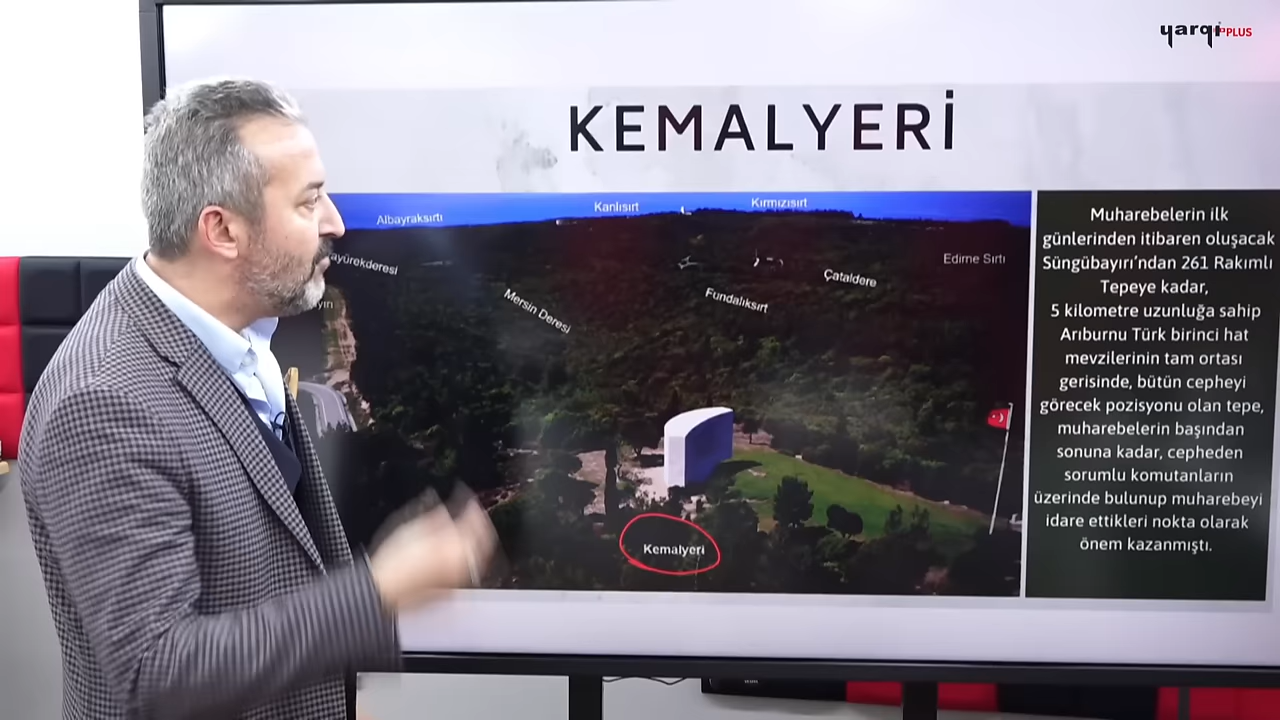 yargı PLUS
KEMALYERİ
Albayraksırtı
Kanlısırt
Kırmızısırt
Edirne Sırtı
Çataldere
Fundalıksırt
Mersin Deresi
Kemalyeri
Muharebelerin ilk
günlerinden itibaren oluşacak
Süngübayırı’ndan 261 Rakımlı
Tepeye kadar,
5 kilometre uzunluğa sahip
Arıburnu Türk birinci hat
mevzilerinin tam ortası
gerisinde, bütün cepheyi
görecek pozisyonu olan tepe,
muharebelerin başından
sonuna kadar, cepheden
sorumlu komutanların
üzerinde bulunup muharebeyi
idare ettikleri nokta olarak
önem kazanmıştı.